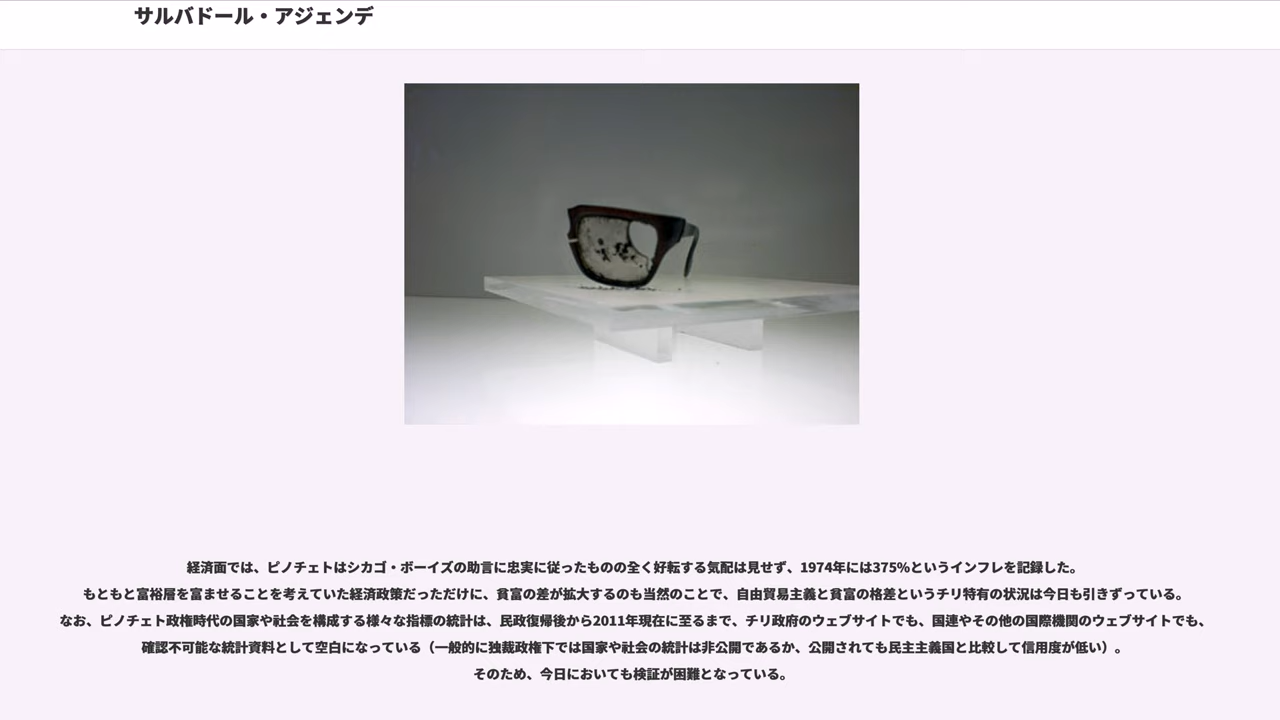 サルバドール・アジェンデ
経済面では、ピノチェトはシカゴ・ボーイズの助言に忠実に従ったものの全く好転する気配は見せず、1974年には375%というインフレを記録した。
もともと富裕層を富ませることを考えていた経済政策だっただけに、貧富の差が拡大するのも当然のことで、自由貿易主義と貧富の格差というチリ特有の状況は今日も引きずっている。
なお、ピノチェト政権時代の国家や社会を構成する様々な指標の統計は、民政復帰後から2011年現在に至るまで、チリ政府のウェブサイトでも、国連やその他の国際機関のウェブサイトでも、
確認不可能な統計資料として空白になっている（一般的に独裁政権下では国家や社会の統計は非公開であるか、公開されても民主主義国と比較して信用度が低い）。
そのため、今日においても検証が困難となっている。